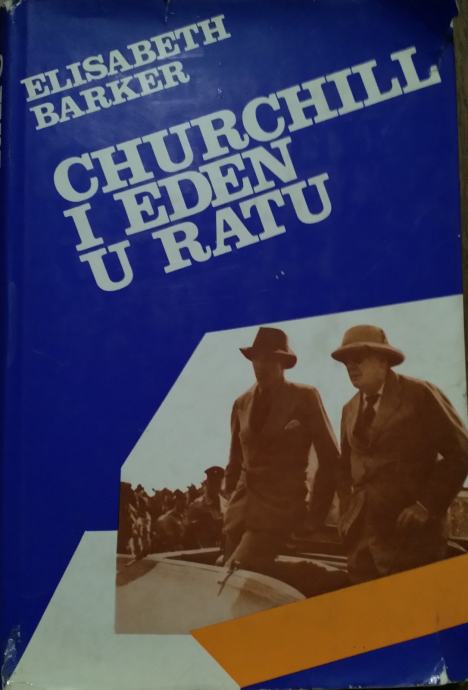 ELISABETH
BARKER
CHURCHILL
I EDEN
U RATU